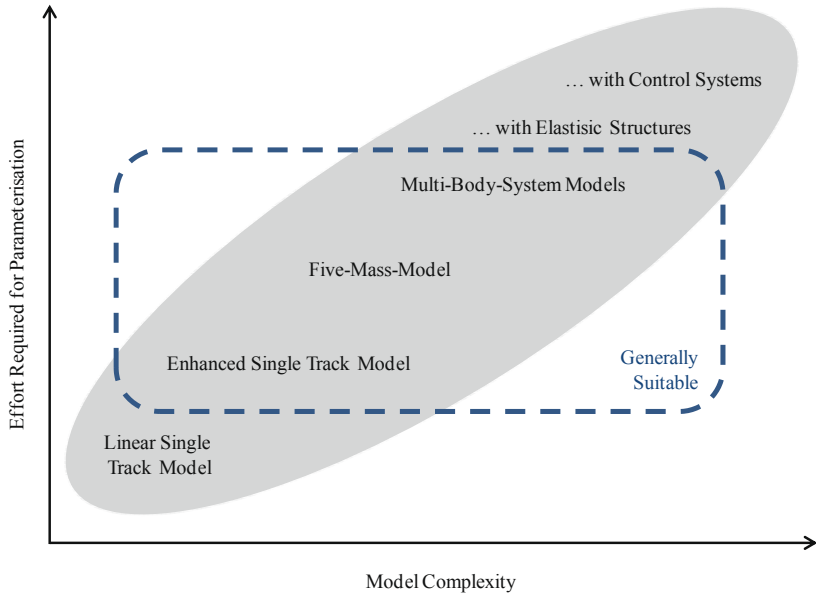 Effort Required for Parameterisation
… with Control Systems
… with Elastisic Structures
Multi-Body-System Models
Five-Mass-Model
Enhanced Single Track Model
Generally
Suitable
Linear Single
Track Model
Model Complexity